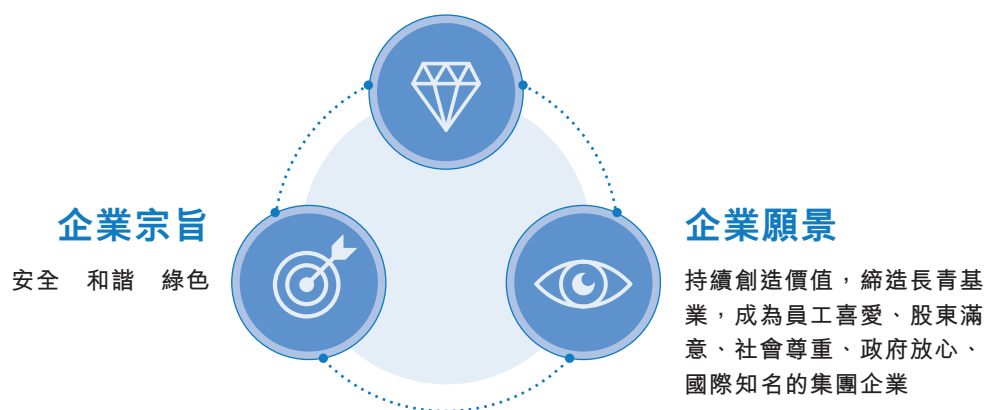 企業宗旨
安全 和諧 綠色
企業願景
持續創造價值，締造長青基
業，成為員工喜愛、股東滿
意、社會尊重、政府放心、
國際知名的集團企業